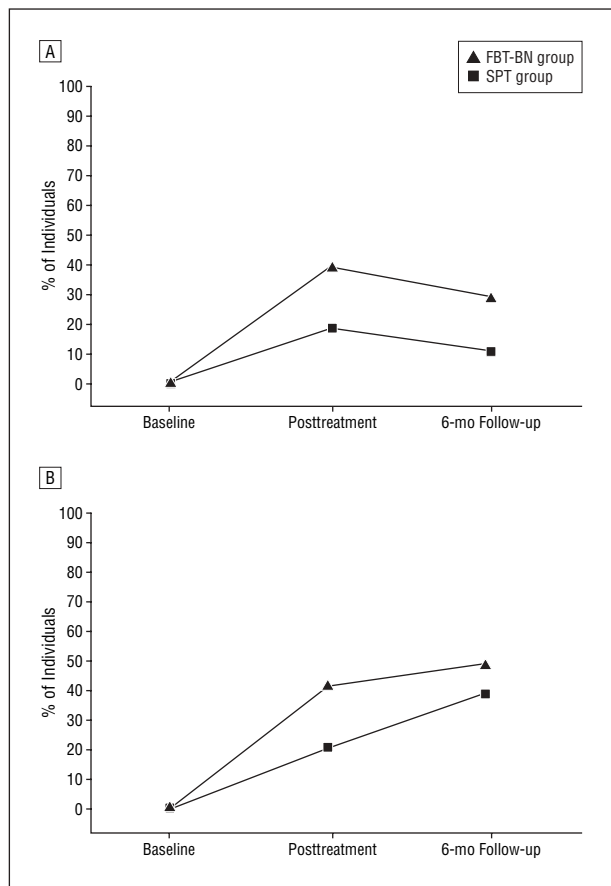 A
FBT-BN group
SPT group
100
90
80
70
60
50
40
30
20
10
0
% of Individuals
Baseline Posttreatment 6-mo Follow-up
B
100
90
80
70
60
50
40
30
20
10
0
% of Individuals
Baseline Posttreatment 6-mo Follow-up